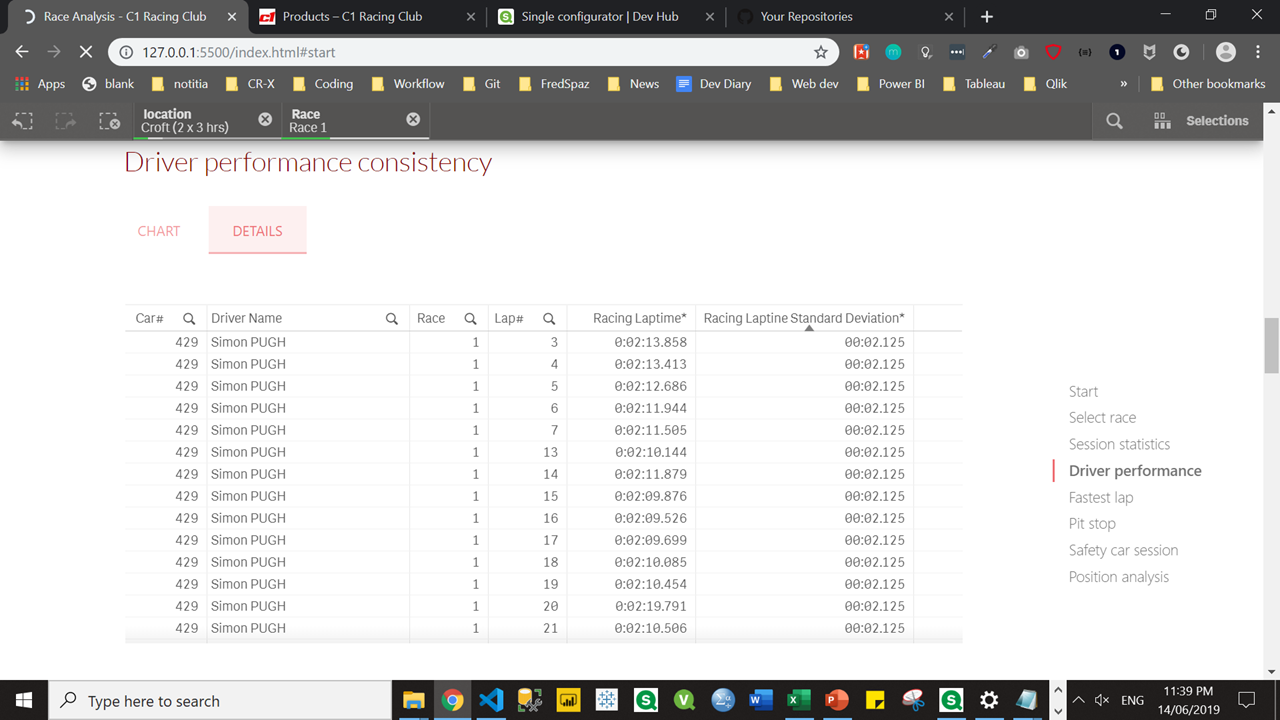 Race Analysis - C1 Racing Club
Products – C1 Racing Club
Single configurator | Dev Hub
Your Repositories
127.0.0.1:5500/index.html#start
Apps
blank
notitia
CR-X
Coding
Workflow
Git
FredSpaz
News
Dev Diary
Web dev
Power BI
Tableau
Qlik
»
Other bookmarks
location
Croft (2 x 3 hrs)
Race
Race 1
Selections
Driver performance consistency
CHART
DETAILS
Car# Driver Name Race Lap# Racing Laptime* Racing Laptine Standard Deviation*
429 Simon PUGH 1 3 0:02:13.858 00:02.125
429 Simon PUGH 1 4 0:02:13.413 00:02.125
429 Simon PUGH 1 5 0:02:12.686 00:02.125
429 Simon PUGH 1 6 0:02:11.944 00:02.125
429 Simon PUGH 1 7 0:02:11.505 00:02.125
429 Simon PUGH 1 13 0:02:10.144 00:02.125
429 Simon PUGH 1 14 0:02:11.879 00:02.125
429 Simon PUGH 1 15 0:02:09.876 00:02.125
429 Simon PUGH 1 16 0:02:09.526 00:02.125
429 Simon PUGH 1 17 0:02:09.699 00:02.125
429 Simon PUGH 1 18 0:02:10.085 00:02.125
429 Simon PUGH 1 19 0:02:10.454 00:02.125
429 Simon PUGH 1 20 0:02:19.791 00:02.125
429 Simon PUGH 1 21 0:02:10.506 00:02.125
Start
Select race
Session statistics
Driver performance
Fastest lap
Pit stop
Safety car session
Position analysis
Type here to search
ENG
11:39 PM
14/06/2019